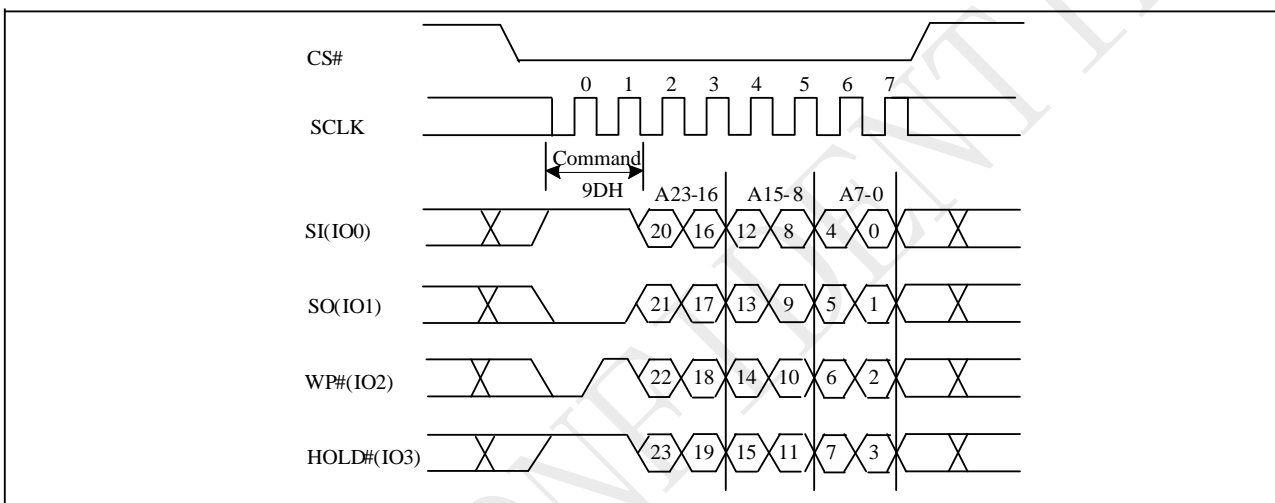 CS#
0 1 2 3 4 5 6 7
SCLK
Command
9DH
A23-16 A15-8 A7-0
SI(IO0) 20 16 12 8 4 0
SO(IO1) 21 17 13 9 5 1
WP#(IO2) 22 18 14 10 6 2
HOLD#(IO3) 23 19 15 11 7 3